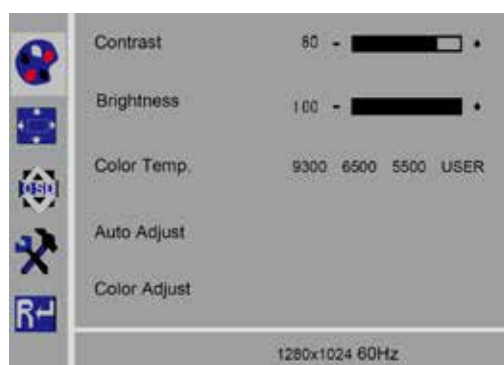 Contrast 80 - +
Brightness 100 - +
Color Temp. 9300 6500 5500 USER
OSD
Auto Adjust
Color Adjust
R
1280x1024 60Hz